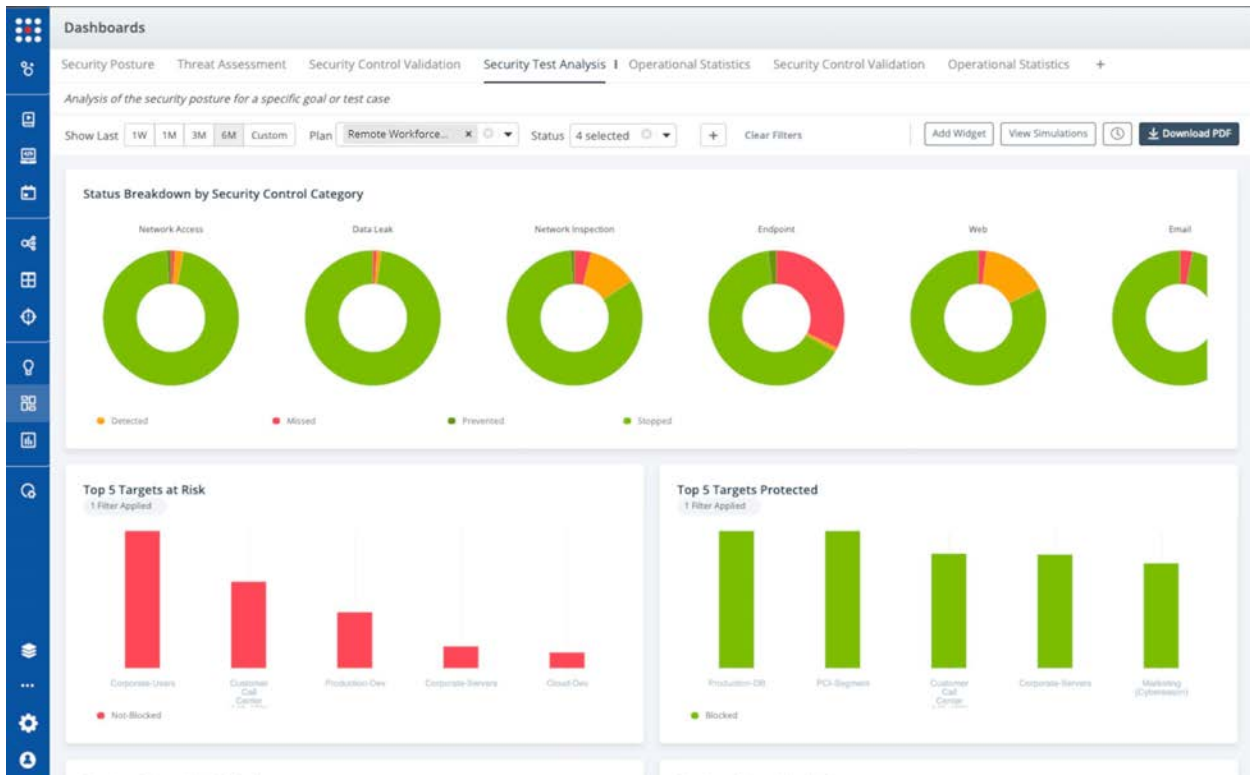 Dashboards
Security Posture Threat Assessment Security Control Validation Security Test Analysis Operational Statistics Security Control Validation Operational Statistics +
Analysis of the security posture for a specific goal or test case
Show Last 1W 1M 3M 6M Custom Plan Remote Workforce... × Status 4 selected + Clear Filters Add Widget View Simulations Download PDF
Status Breakdown by Security Control Category
Network Access Data Leak Network Inspection Endpoint Web Email
Detected Missed Prevented Stopped
Top 5 Targets at Risk
1 Filter Applied
Corporate-Users Customer Call Center Production-Dev Corporate-Servers Cloud-Dev
Not-Blocked
Top 5 Targets Protected
1 Filter Applied
Production-DB PCI-Segment Customer Call Center Corporate-Servers Marketing (Cybereason)
Blocked